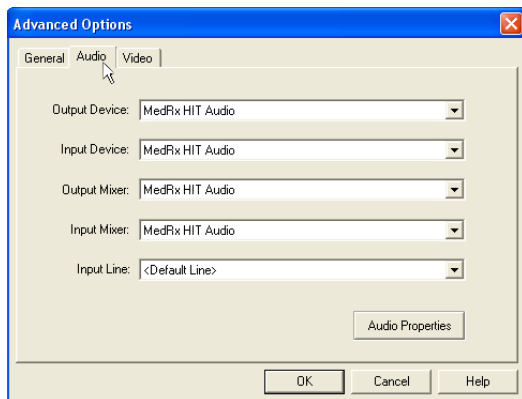 Advanced Options
General Audio Video
Output Device: MedRx HIT Audio
Input Device: MedRx HIT Audio
Output Mixer: MedRx HIT Audio
Input Mixer: MedRx HIT Audio
Input Line: <Default Line>
Audio Properties
OK Cancel Help